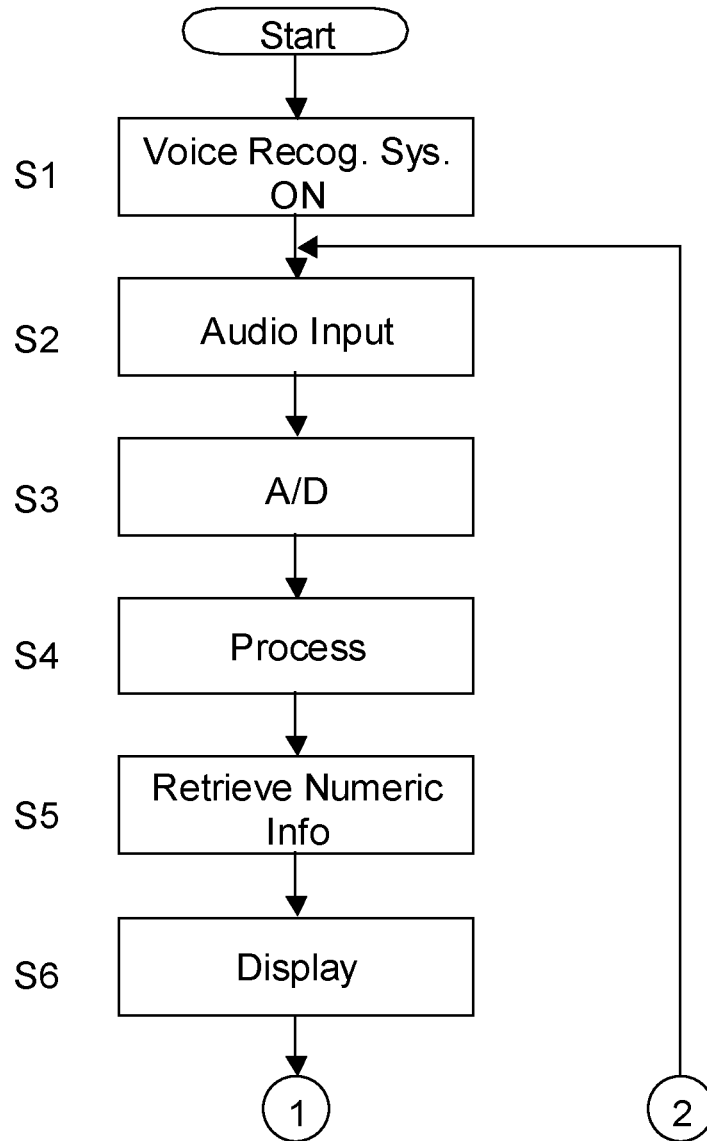 Start
S1
Voice Recog. Sys.
ON
S2
Audio Input
S3
A/D
S4
Process
S5
Retrieve Numeric
Info
S6
Display
1
2